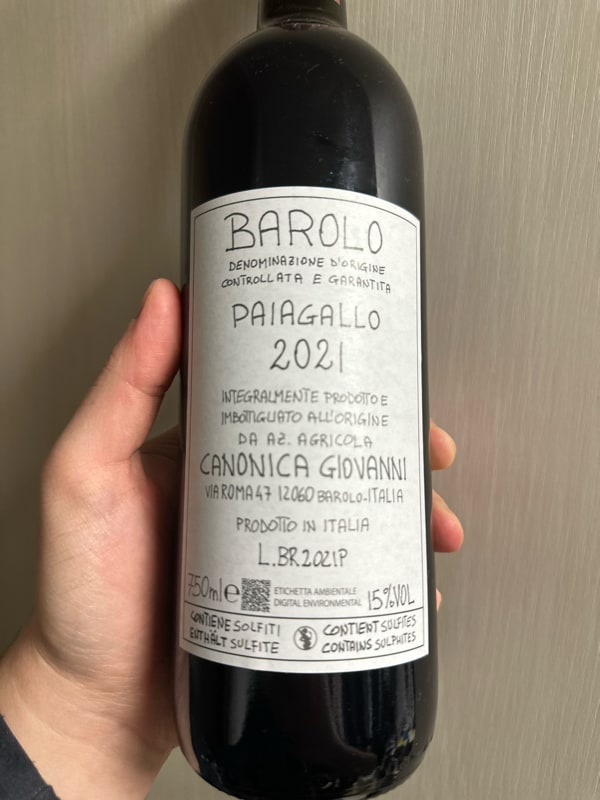 BAROLO
DENOMINAZIONE D'ORIGINE
CONTROLLATA E GARANTITA
PAIAGALLO
2021
INTEGRALMENTE PRODOTTO E
IMBOTTIGLIATO ALL'ORIGINE
DA AZ. AGRICOLA
CANONICA GIOVANNI
VIA ROMA 47 12060 BAROLO-ITALIA
PRODOTTO IN ITALIA
L.BR2021P
750ml e ETICHETTA AMBIENTALE 15%VOL
DIGITAL ENVIRONMENTAL
CONTIENE SOLFITI CONTIENT SULFITES
ENTHÄLT SULFITE CONTAINS SULPHITES